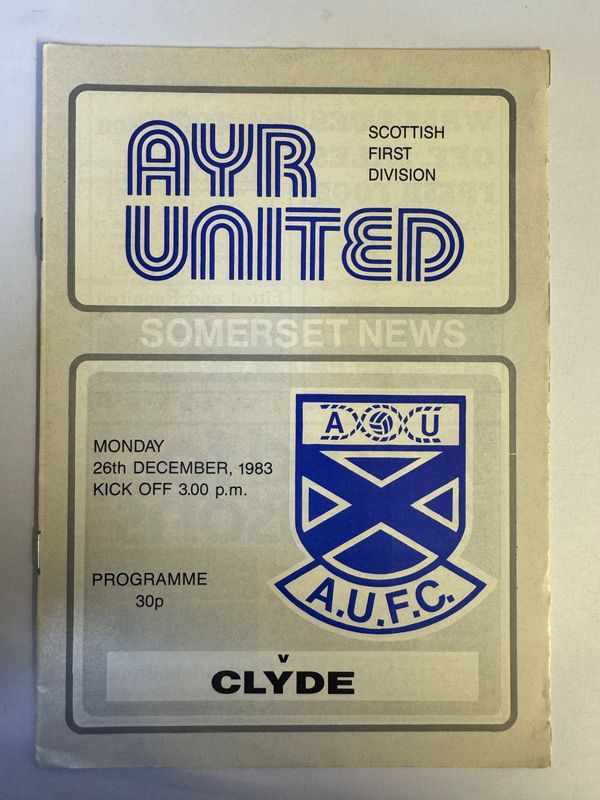 AYR
UNITED
SCOTTISH
FIRST
DIVISION
SOMERSET NEWS
MONDAY
26th DECEMBER, 1983
KICK OFF 3.00 p.m.
PROGRAMME
30p
A U
A.U.F.C.
v
CLYDE